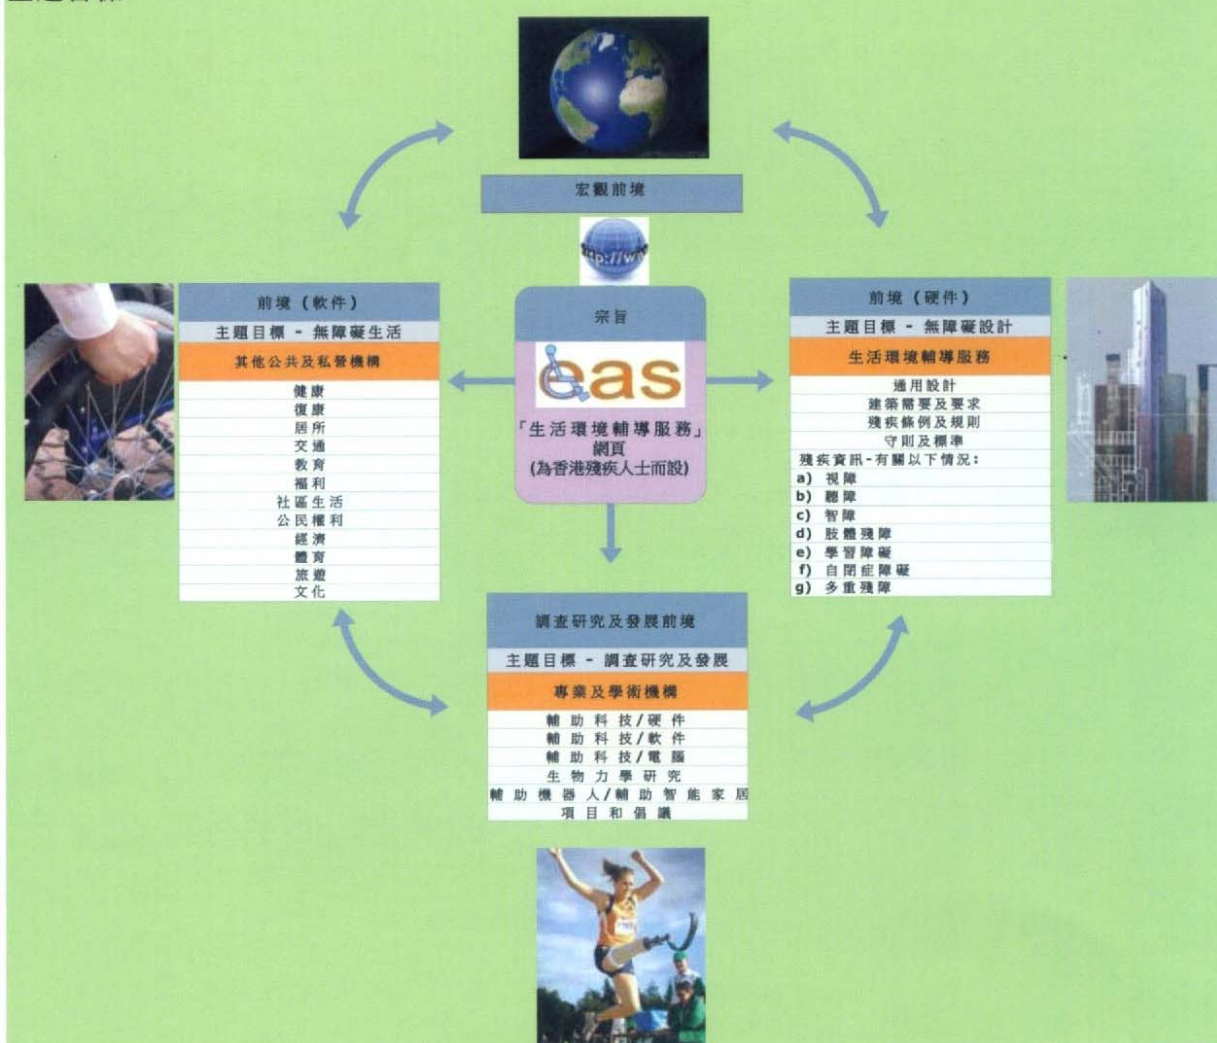 宏觀前境
宗旨
eas
「生活環境輔導服務」
網頁
(為香港殘疾人士而設)
前境 (軟件)
主題目標 - 無障礙生活
其他公共及私營機構
健康
復康
居所
交通
教育
福利
社區生活
公民權利
經濟
體育
旅遊
文化
前境 (硬件)
主題目標 - 無障礙設計
生活環境輔導服務
通用設計
建築需要及要求
殘疾條例及規則
守則及標準
殘疾資訊-有關以下情況：
a) 視障
b) 聽障
c) 智障
d) 肢體殘障
e) 學習障礙
f) 自閉症障礙
g) 多重殘障
調查研究及發展前境
主題目標 - 調查研究及發展
專業及學術機構
輔助科技/硬件
輔助科技/軟件
輔助科技/電腦
生物力學研究
輔助機器人/輔助智能家居
項目和倡議